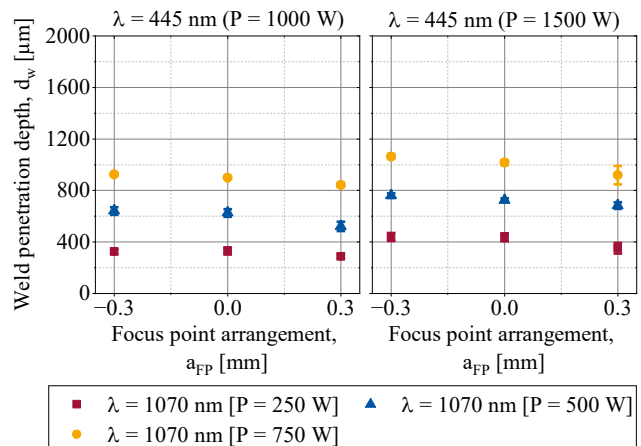 λ = 445 nm (P = 1000 W)
λ = 445 nm (P = 1500 W)
Weld penetration depth, d_w [µm]
2000
1600
1200
800
400
0
−0.3 0.0 0.3
−0.3 0.0 0.3
Focus point arrangement,
a_FP [mm]
Focus point arrangement,
a_FP [mm]
λ = 1070 nm [P = 250 W]
λ = 1070 nm [P = 500 W]
λ = 1070 nm [P = 750 W]